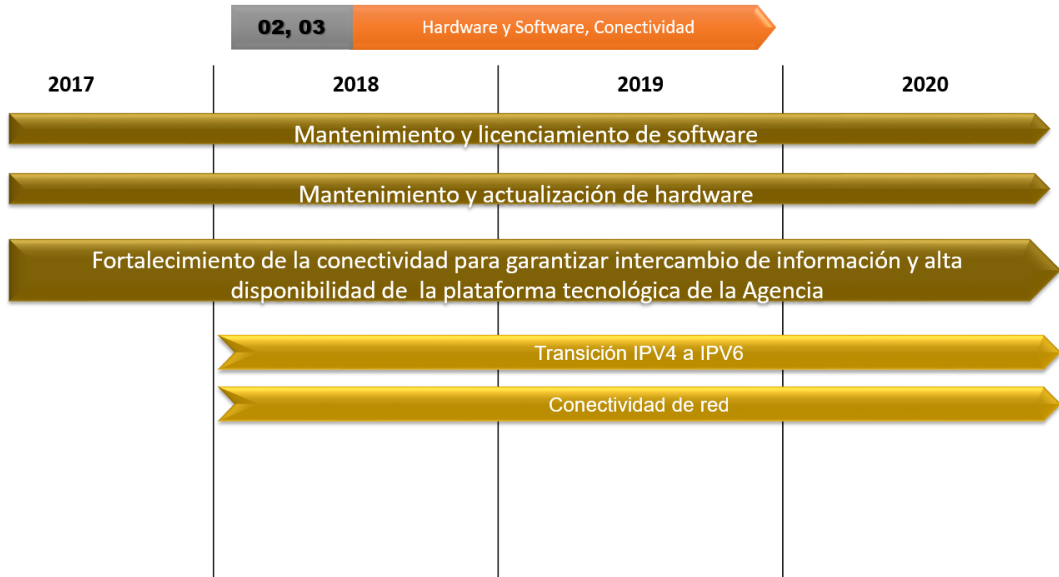 02, 03 Hardware y Software, Conectividad
2017 2018 2019 2020
Mantenimiento y licenciamiento de software
Mantenimiento y actualización de hardware
Fortalecimiento de la conectividad para garantizar intercambio de información y alta
disponibilidad de la plataforma tecnológica de la Agencia
Transición IPV4 a IPV6
Conectividad de red